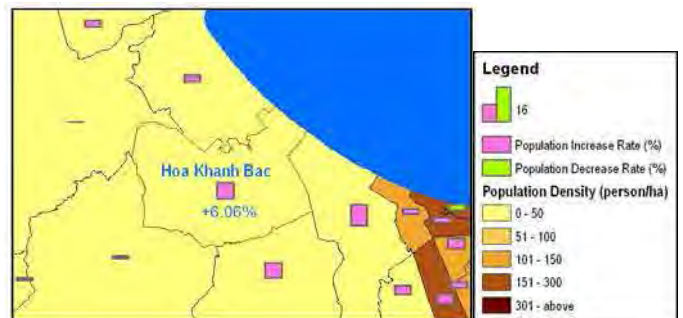 Hoa Khanh Bac
+6.06%
Legend
16
Population Increase Rate (%)
Population Decrease Rate (%)
Population Density (person/ha)
0 - 50
51 - 100
101 - 150
151 - 300
301 - above